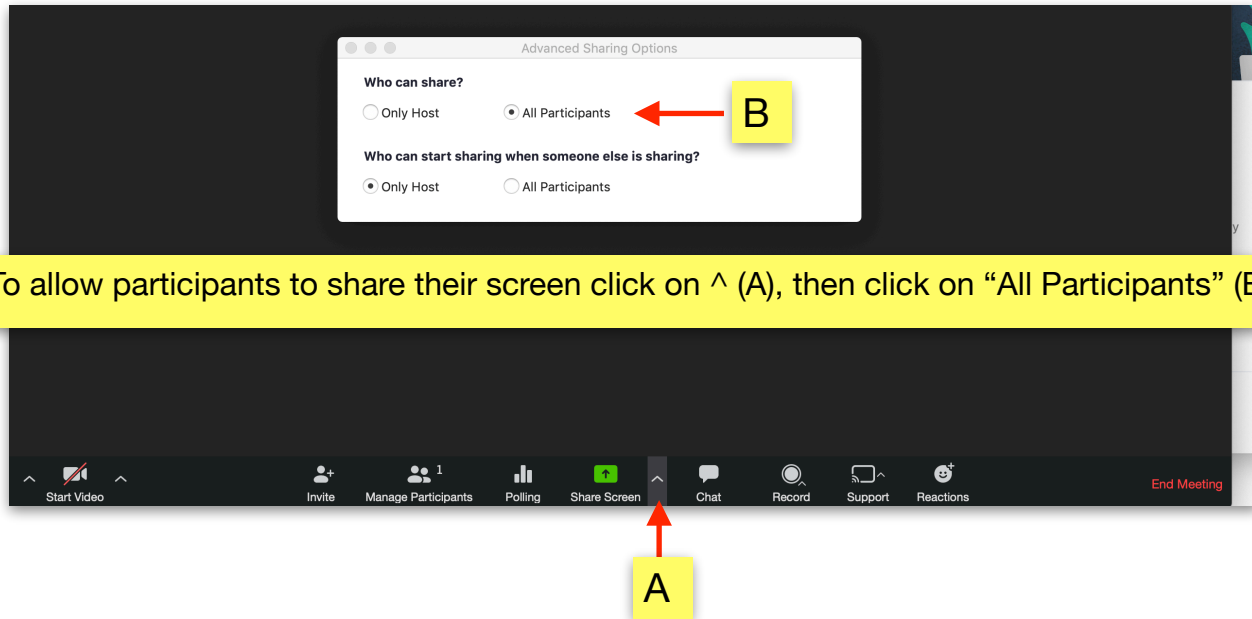 Advanced Sharing Options
Who can share?
Only Host All Participants
B
Who can start sharing when someone else is sharing?
Only Host All Participants
y
To allow participants to share their screen click on ^ (A), then click on “All Participants” (B
1
Start Video Invite Manage Participants Polling Share Screen Chat Record Support Reactions End Meeting
A